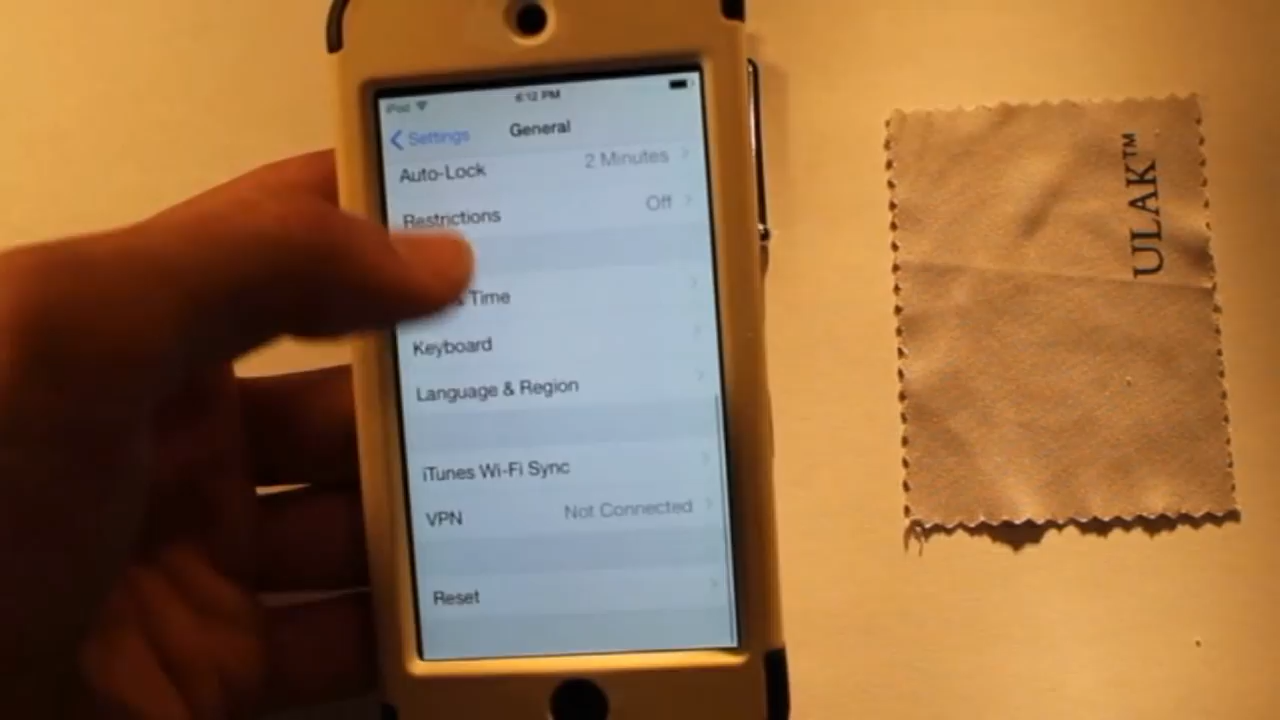 iPod
6:12 PM
Settings
General
Auto-Lock
2 Minutes
Restrictions
Off
& Time
Keyboard
Language & Region
iTunes Wi-Fi Sync
VPN
Not Connected
Reset
ULAK™